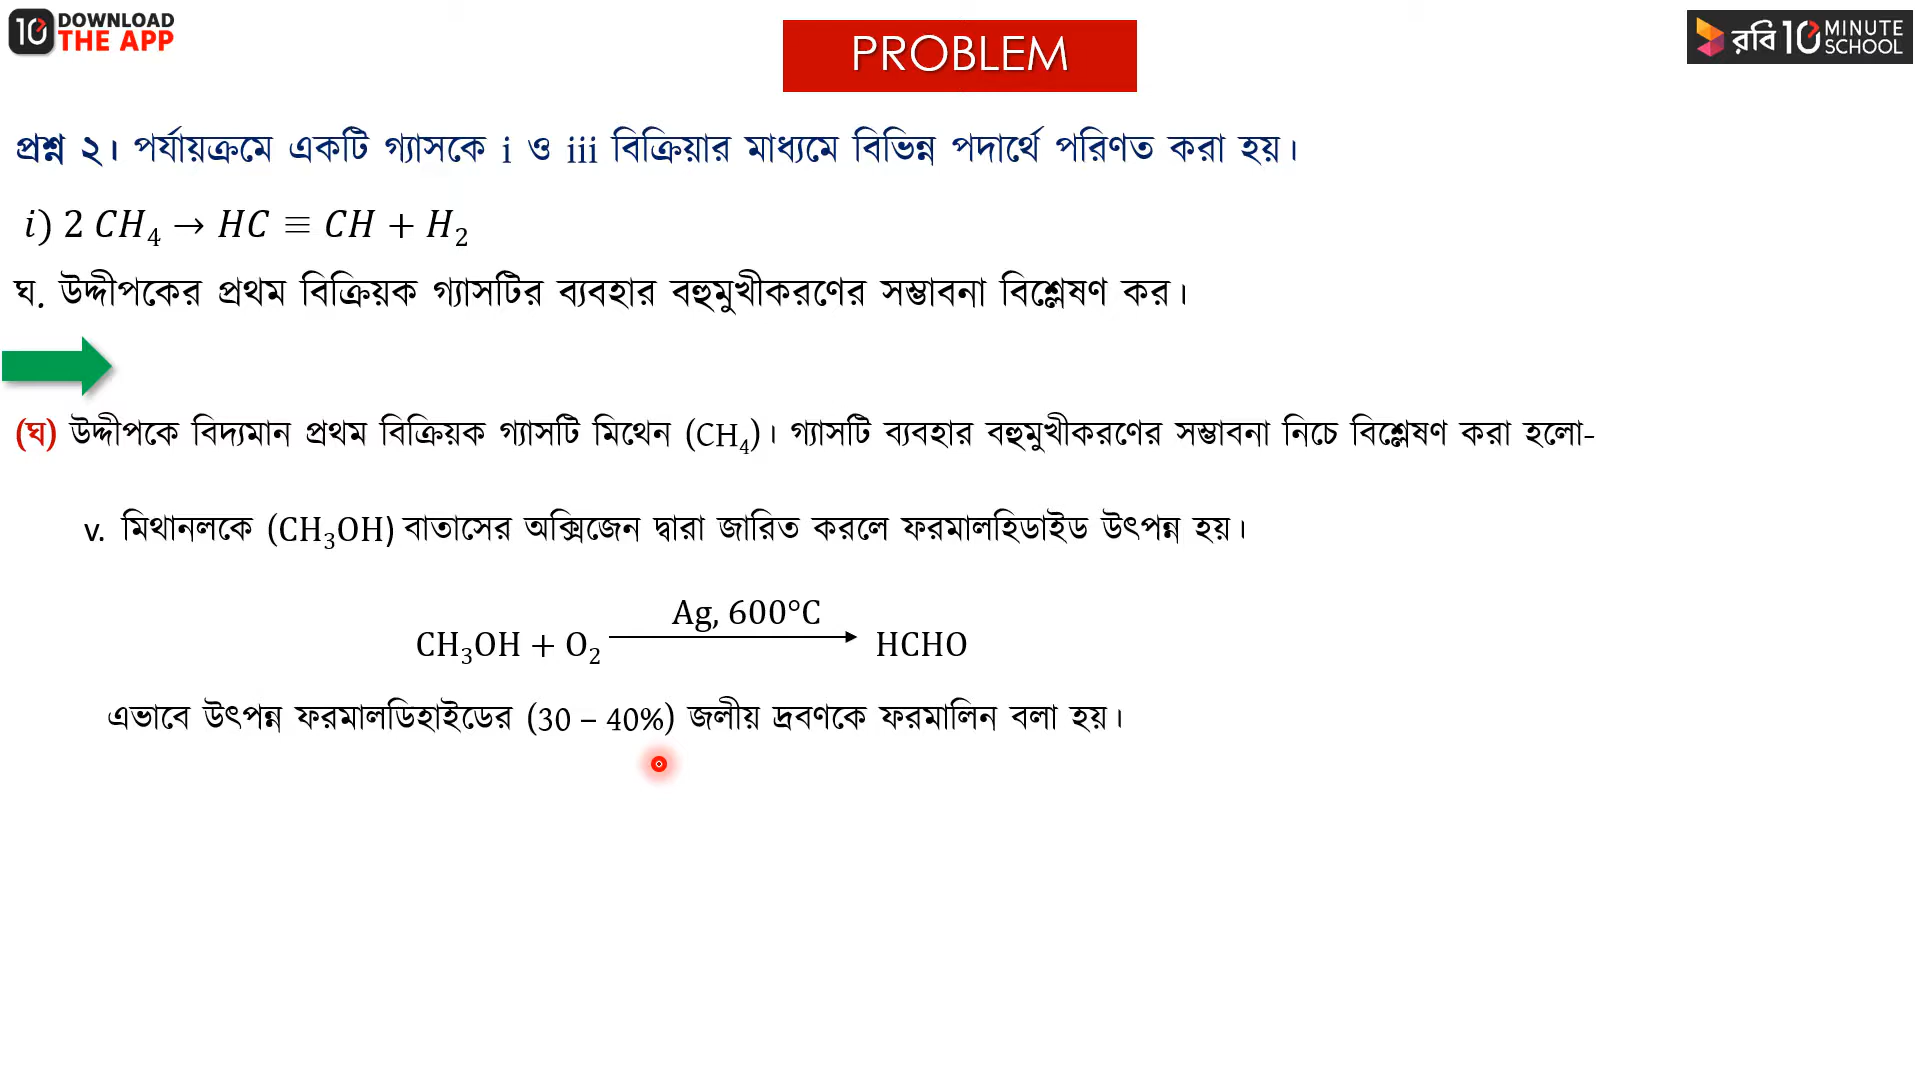 10 DOWNLOAD THE APP
PROBLEM
রবি 10 MINUTE SCHOOL
প্রশ্ন ২। পর্যায়ক্রমে একটি গ্যাসকে i ও iii বিক্রিয়ার মাধ্যমে বিভিন্ন পদার্থে পরিণত করা হয়।
i) 2 CH₄ → HC ≡ CH + H₂
ঘ. উদ্দীপকের প্রথম বিক্রিয়ক গ্যাসটির ব্যবহার বহুমুখীকরণের সম্ভাবনা বিশ্লেষণ কর।
(ঘ) উদ্দীপকে বিদ্যমান প্রথম বিক্রিয়ক গ্যাসটি মিথেন (CH₄)। গ্যাসটি ব্যবহার বহুমুখীকরণের সম্ভাবনা নিচে বিশ্লেষণ করা হলো-
v. মিথানলকে (CH₃OH) বাতাসের অক্সিজেন দ্বারা জারিত করলে ফরমালহিডাইড উৎপন্ন হয়।
Ag, 600°C
CH₃OH + O₂ → HCHO
এভাবে উৎপন্ন ফরমালডিহাইডের (30 – 40%) জলীয় দ্রবণকে ফরমালিন বলা হয়।